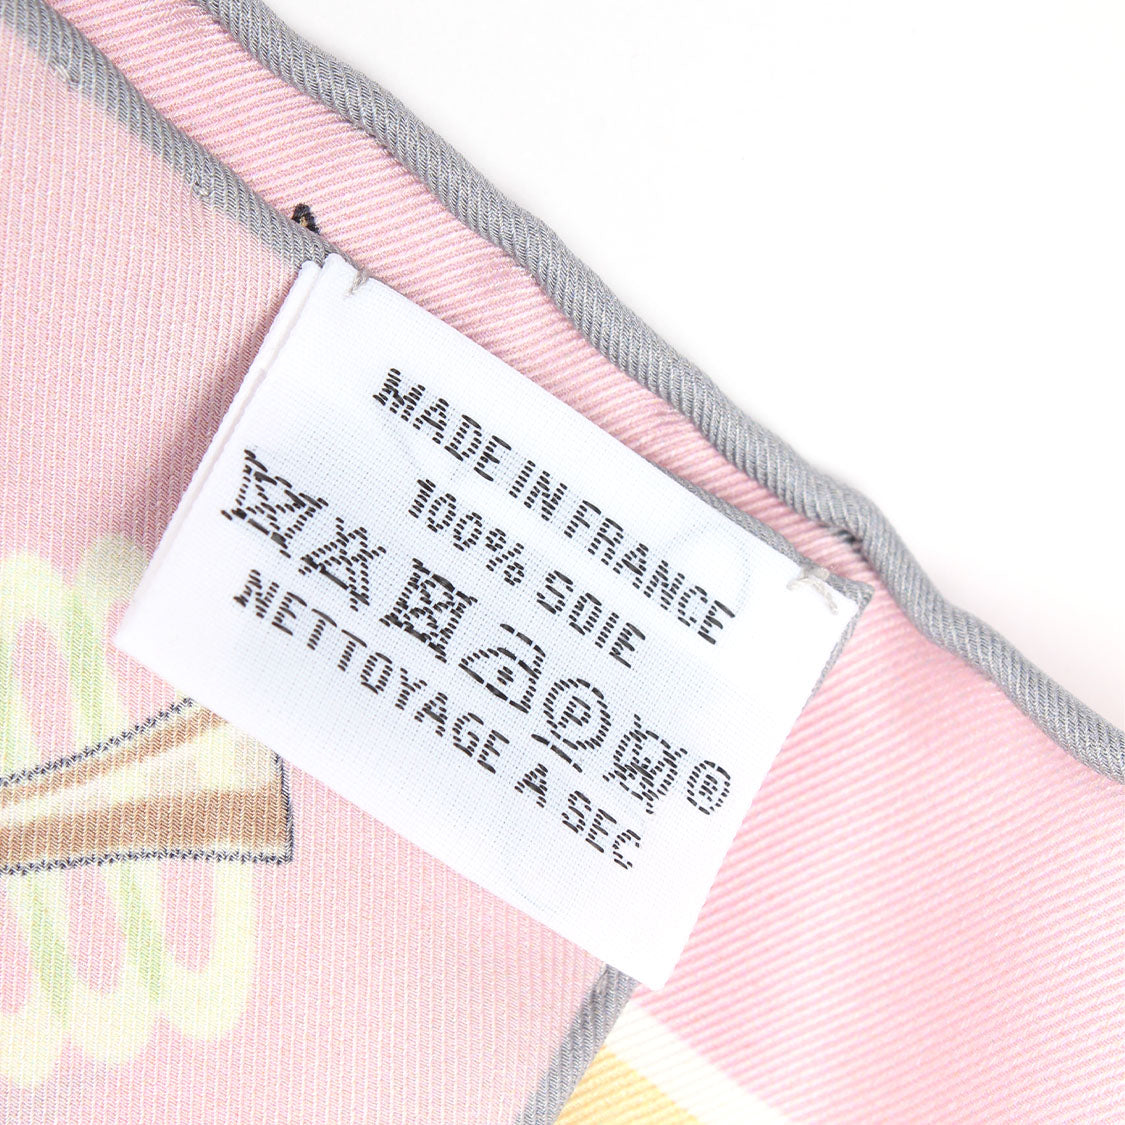 MADE IN FRANCE
100% SOIE
P W ®
NETTOYAGE A SEC